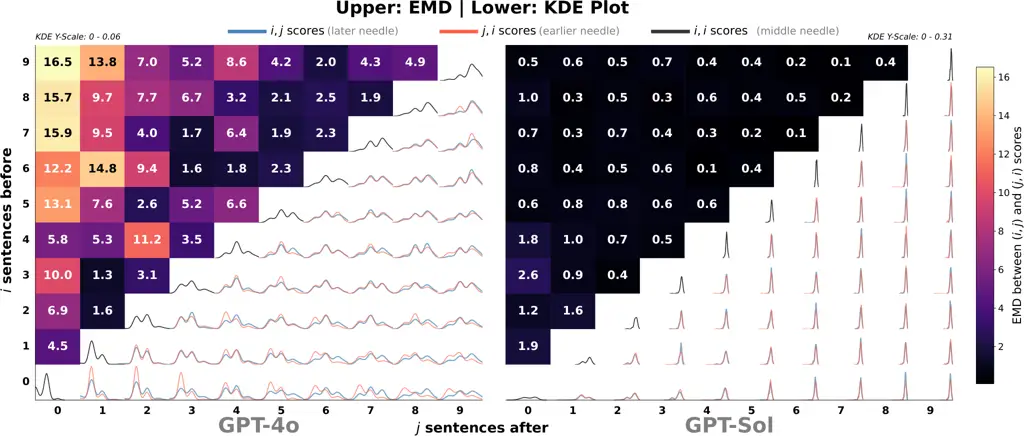 Upper: EMD | Lower: KDE Plot
KDE Y-Scale: 0 - 0.06
i, j scores (later needle)
j, i scores (earlier needle)
i, i scores (middle needle)
KDE Y-Scale: 0 - 0.31
9 16.5 13.8 7.0 5.2 8.6 4.2 2.0 4.3 4.9
8 15.7 9.7 7.7 6.7 3.2 2.1 2.5 1.9
7 15.9 9.5 4.0 1.7 6.4 1.9 2.3
6 12.2 14.8 9.4 1.6 1.8 2.3
5 13.1 7.6 2.6 5.2 6.6
4 5.8 5.3 11.2 3.5
3 10.0 1.3 3.1
2 6.9 1.6
1 4.5
0
0 1 2 3 4 5 6 7 8 9
i sentences before
GPT-4o
0.5 0.6 0.5 0.7 0.4 0.4 0.2 0.1 0.4
1.0 0.3 0.5 0.3 0.6 0.4 0.5 0.2
0.7 0.3 0.7 0.4 0.3 0.2 0.1
0.8 0.4 0.5 0.6 0.1 0.4
0.6 0.8 0.8 0.6 0.6
1.8 1.0 0.7 0.5
2.6 0.9 0.4
1.2 1.6
1.9
0 1 2 3 4 5 6 7 8 9
j sentences after
GPT-Sol
16
14
12
10
8
6
4
2
EMD between (i, j) and (j, i) scores